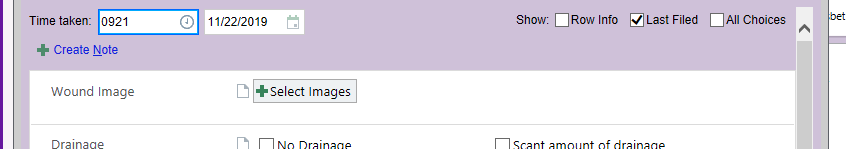 Time taken: 0921 11/22/2019 Show: Row Info Last Filed All Choices
Create Note
Wound Image Select Images
Drainage No Drainage Scant amount of drainage